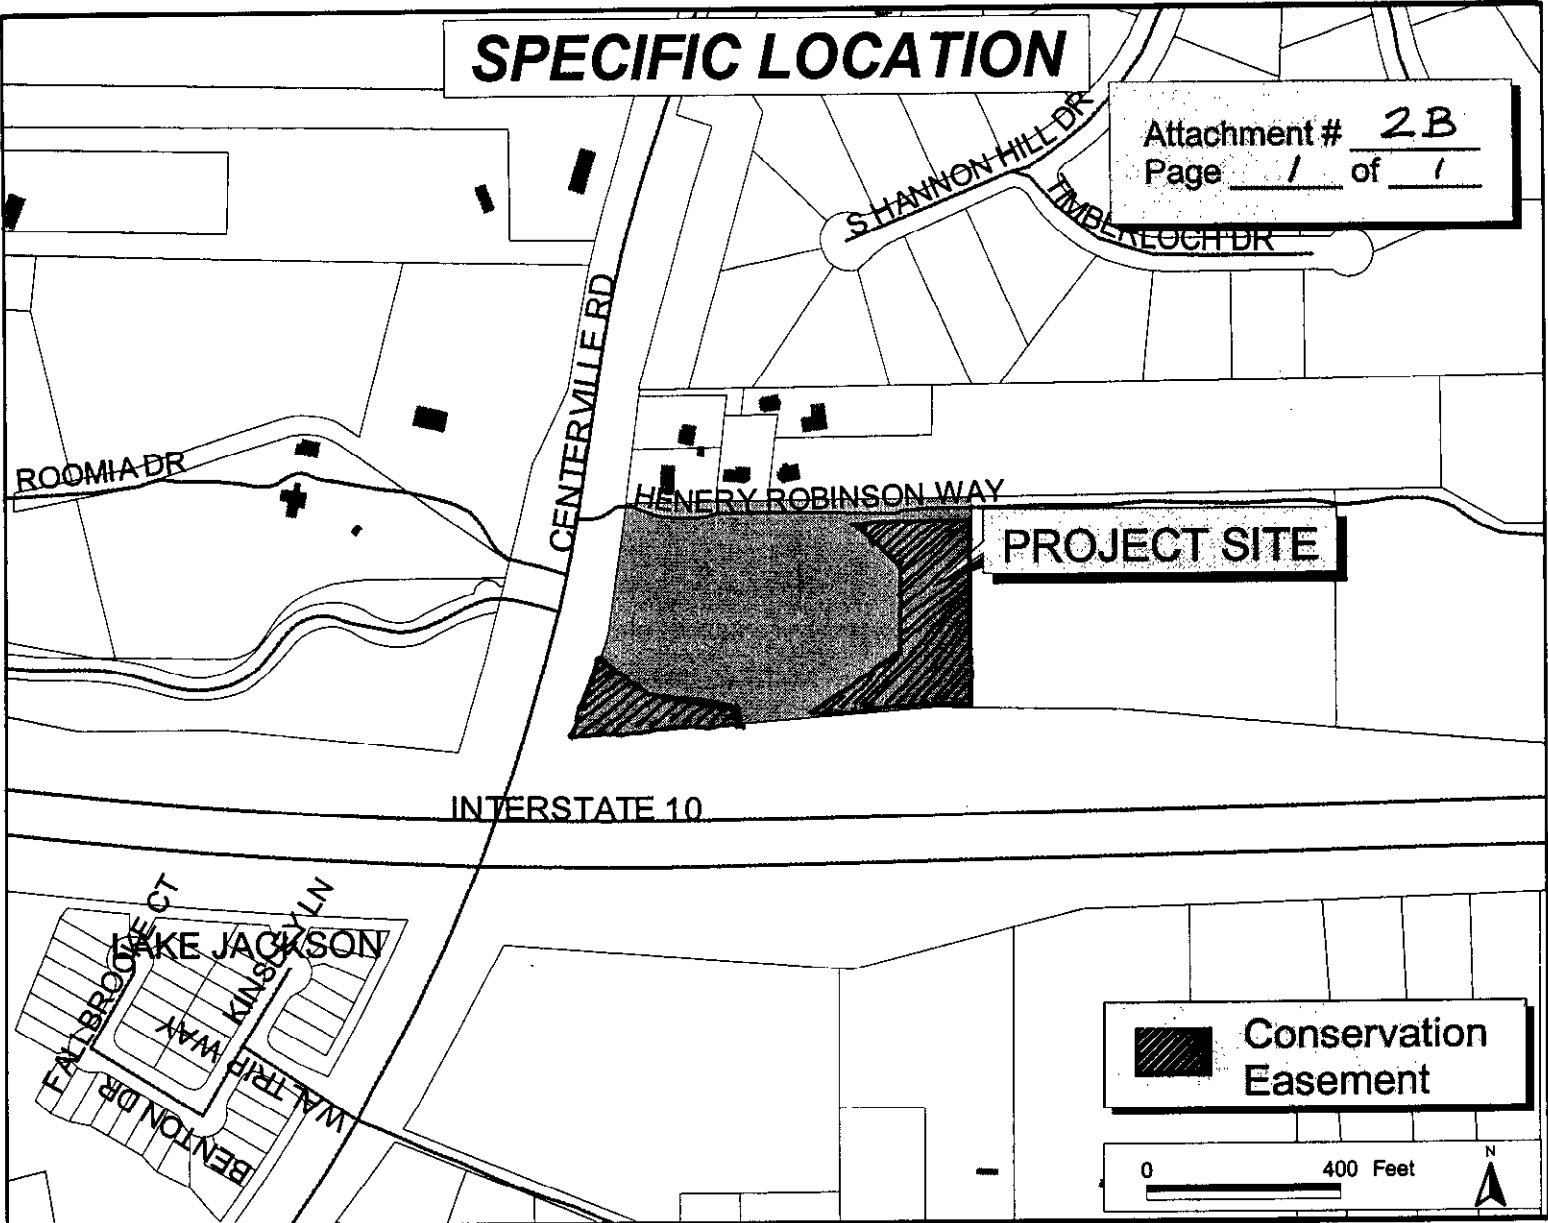 SPECIFIC LOCATION
Attachment # 2B
Page 1 of 1
S HANNON HILL DR
TIMBERLOCH DR
CENTERVILLE RD
ROOMIA DR
HENERY ROBINSON WAY
PROJECT SITE
INTERSTATE 10
LAKE JACKSON
FALLBROOKE CT
KINSLEY LN
WALTRIP WAY
BENTON DR
Conservation
Easement
0 400 Feet
N